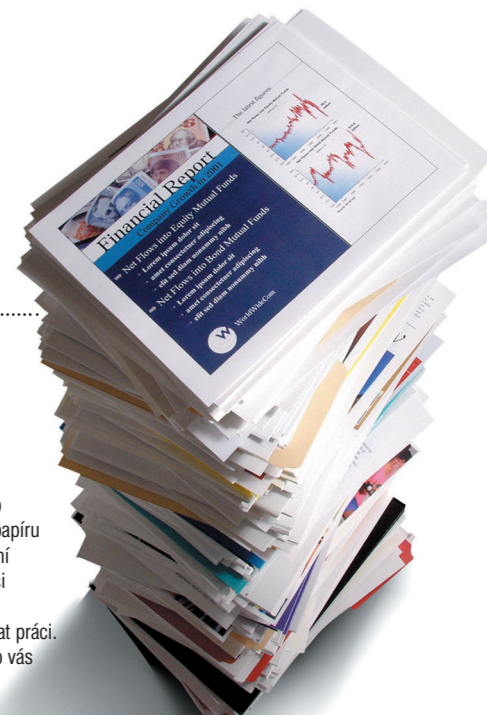 Financial Report
Company Growth in 2001
Net Flows into Equity Mutual Funds
Lorem ipsum dolor sit
amet consectetuer adipiscing
elit sed diam nonummy nibh
Net Flows into Bond Mutual Funds
Lorem ipsum dolor sit
amet consectetuer adipiscing
elit sed diam nonummy nibh
W
WorldWideCom
The latest figures:
papíru
ní
si
at práci.
o vás